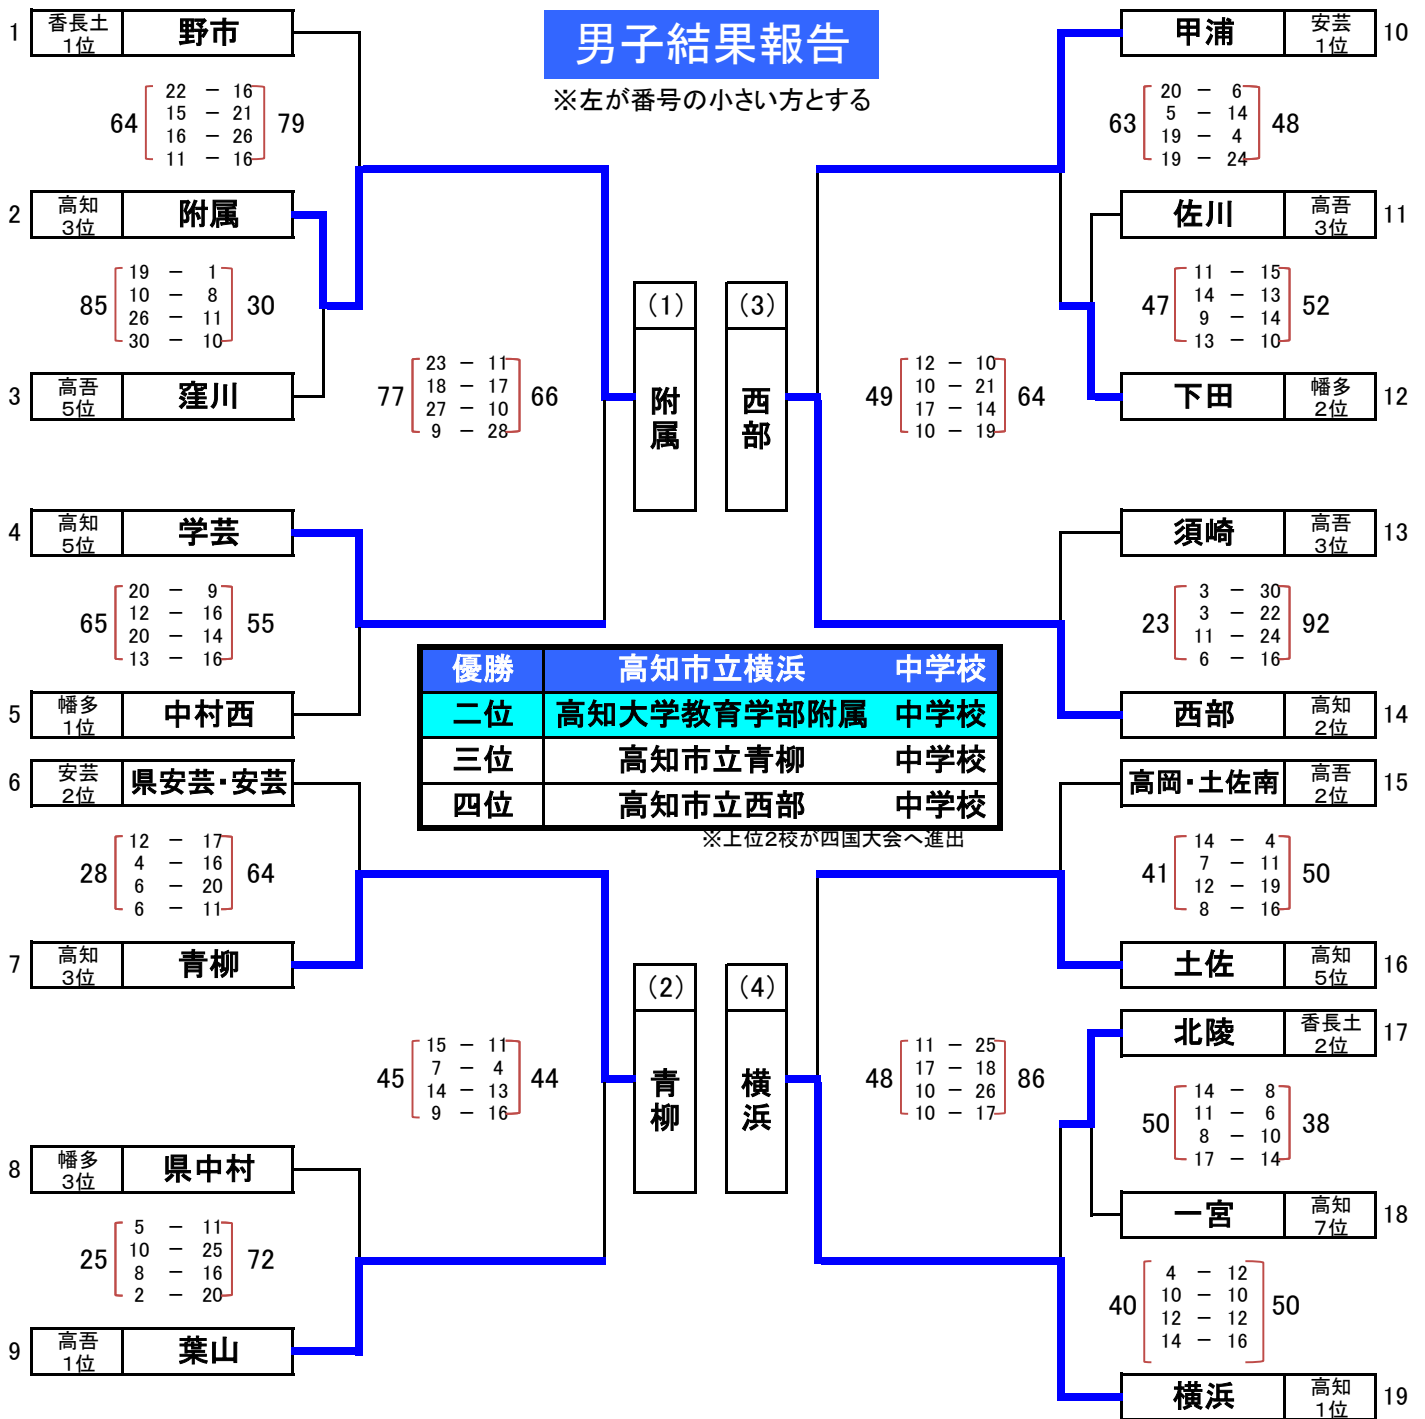 男子結果報告
※左が番号の小さい方とする
1 香長土 1位 野市
64 79
22 － 16
15 － 21
16 － 26
11 － 16
2 高知 3位 附属
85 30
19 － 1
10 － 8
26 － 11
30 － 10
3 高吾 5位 窪川
77 66
23 － 11
18 － 17
27 － 10
9 － 28
4 高知 5位 学芸
65 55
20 － 9
12 － 16
20 － 14
13 － 16
5 幡多 1位 中村西
6 安芸 2位 県安芸・安芸
28 64
12 － 17
4 － 16
6 － 20
6 － 11
7 高知 3位 青柳
45 44
15 － 11
7 － 4
14 － 13
9 － 16
8 幡多 3位 県中村
25 72
5 － 11
10 － 25
8 － 16
2 － 20
9 高吾 1位 葉山
（1） 附属
（3） 西部
優勝 高知市立横浜 中学校
二位 高知大学教育学部附属 中学校
三位 高知市立青柳 中学校
四位 高知市立西部 中学校
※上位2校が四国大会へ進出
（2） 青柳
（4） 横浜
甲浦 安芸 1位 10
63 48
20 － 6
5 － 14
19 － 4
19 － 24
佐川 高吾 3位 11
47 52
11 － 15
14 － 13
9 － 14
13 － 10
下田 幡多 2位 12
49 64
12 － 10
10 － 21
17 － 14
10 － 19
須崎 高吾 3位 13
23 92
3 － 30
3 － 22
11 － 24
6 － 16
西部 高知 2位 14
高岡・土佐南 高吾 2位 15
41 50
14 － 4
7 － 11
12 － 19
8 － 16
土佐 高知 5位 16
48 86
11 － 25
17 － 18
10 － 26
10 － 17
北陵 香長土 2位 17
50 38
14 － 8
11 － 6
8 － 10
17 － 14
一宮 高知 7位 18
40 50
4 － 12
10 － 10
12 － 12
14 － 16
横浜 高知 1位 19